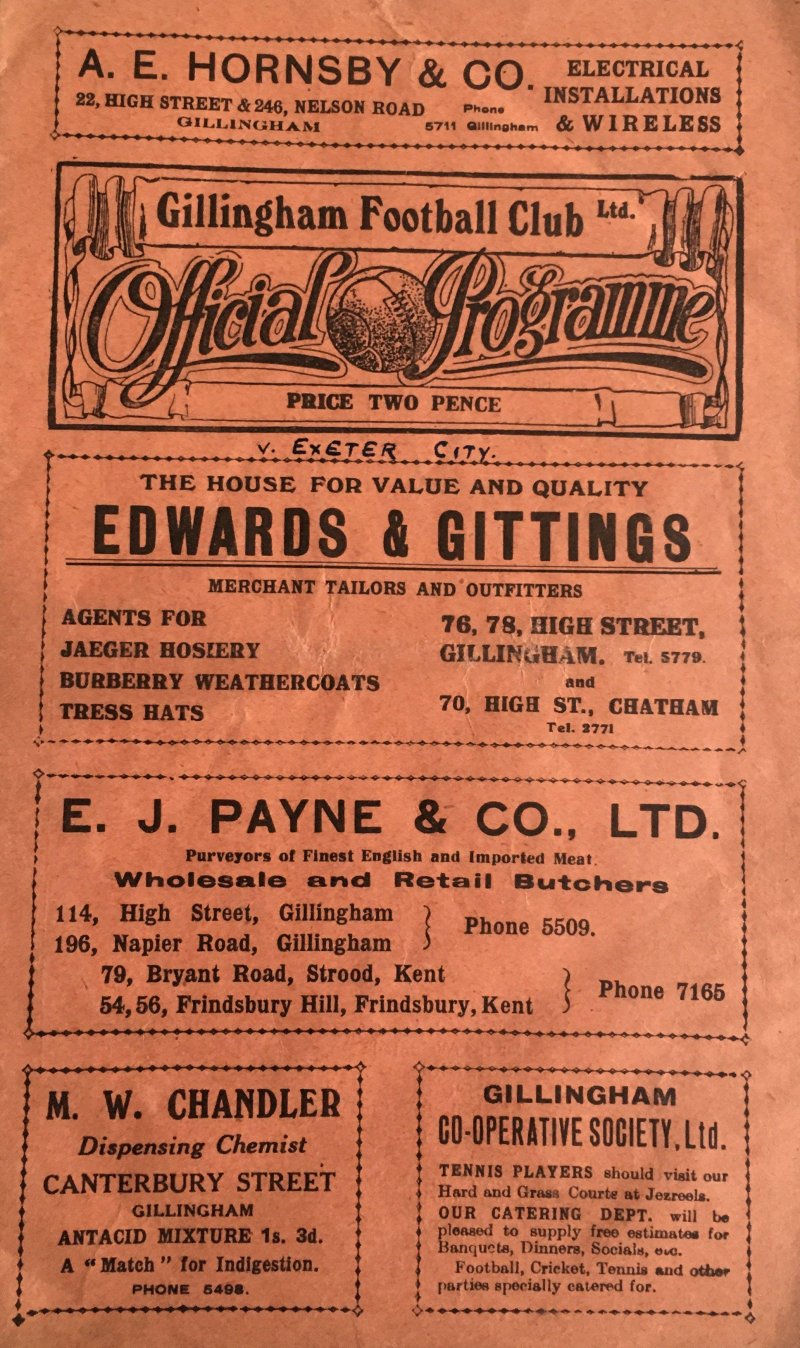 A. E. HORNSBY & CO.
22, HIGH STREET & 246, NELSON ROAD
GILLINGHAM
Phone
5711 Gillingham
ELECTRICAL
INSTALLATIONS
& WIRELESS
Gillingham Football Club Ltd.
Official Programme
PRICE TWO PENCE
v. EXETER CITY.
THE HOUSE FOR VALUE AND QUALITY
EDWARDS & GITTINGS
MERCHANT TAILORS AND OUTFITTERS
AGENTS FOR
JAEGER HOSIERY
BURBERRY WEATHERCOATS
TRESS HATS
76, 78, HIGH STREET,
GILLINGHAM. Tel. 5779.
and
70, HIGH ST., CHATHAM
Tel. 2771
E. J. PAYNE & CO., LTD.
Purveyors of Finest English and Imported Meat.
Wholesale and Retail Butchers
114, High Street, Gillingham
196, Napier Road, Gillingham
Phone 5509.
79, Bryant Road, Strood, Kent
54,56, Frindsbury Hill, Frindsbury, Kent
Phone 7165
M. W. CHANDLER
Dispensing Chemist
CANTERBURY STREET
GILLINGHAM
ANTACID MIXTURE 1s. 3d.
A "Match" for Indigestion.
PHONE 5498.
GILLINGHAM
CO-OPERATIVE SOCIETY, Ltd.
TENNIS PLAYERS should visit our
Hard and Grass Courts at Jezreels.
OUR CATERING DEPT. will be
pleased to supply free estimates for
Banquets, Dinners, Socials, etc.
Football, Cricket, Tennis and other
parties specially catered for.